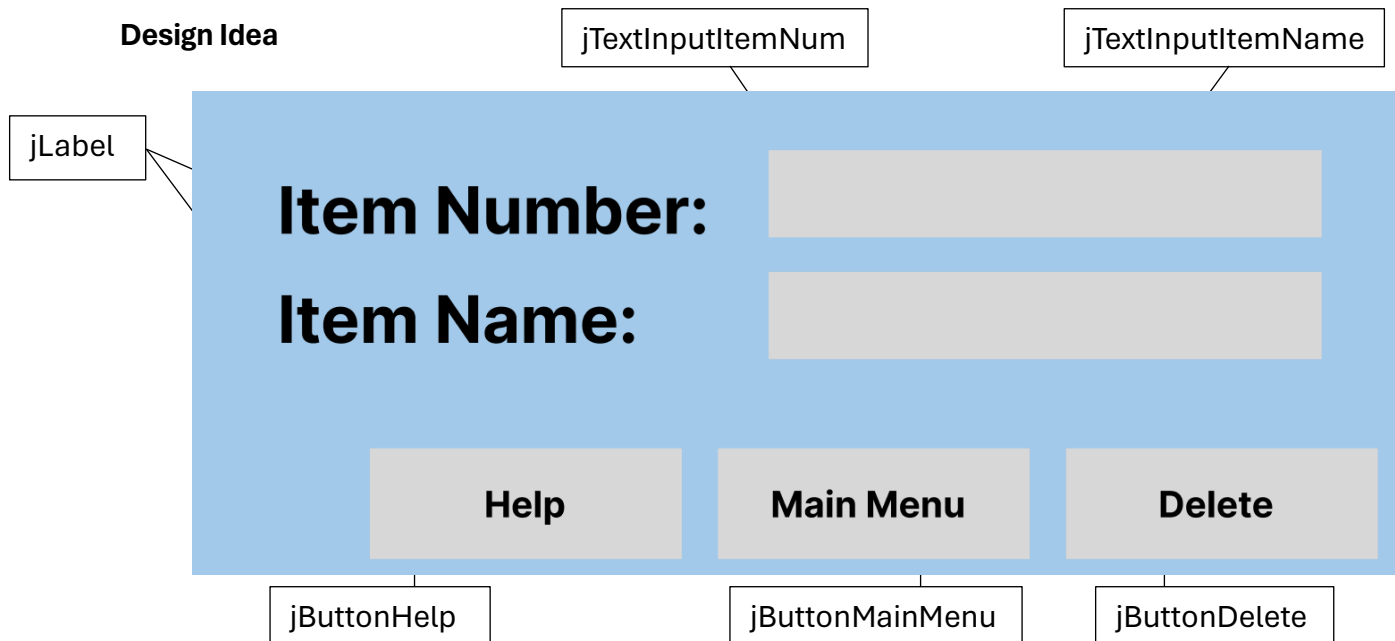 Design Idea
jTextInputItemNum
jTextInputItemName
jLabel
Item Number:
Item Name:
Help
Main Menu
Delete
jButtonHelp
jButtonMainMenu
jButtonDelete